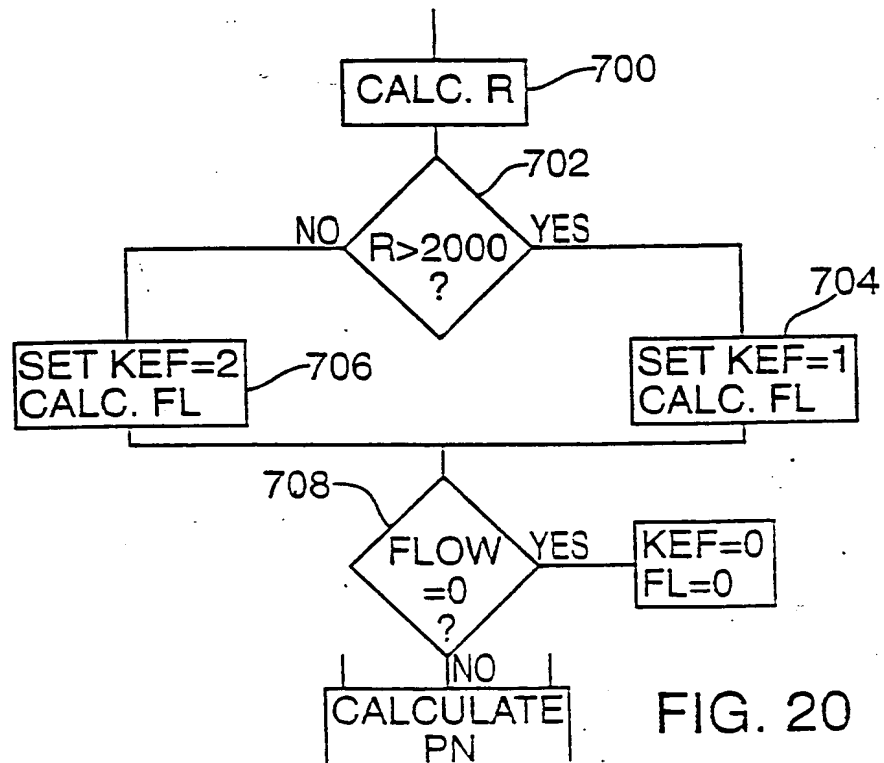 CALC. R
700
702
NO
YES
R>2000
?
704
SET KEF=2
CALC. FL
706
SET KEF=1
CALC. FL
708
FLOW
=0
?
YES
KEF=0
FL=0
NO
CALCULATE
PN
FIG. 20